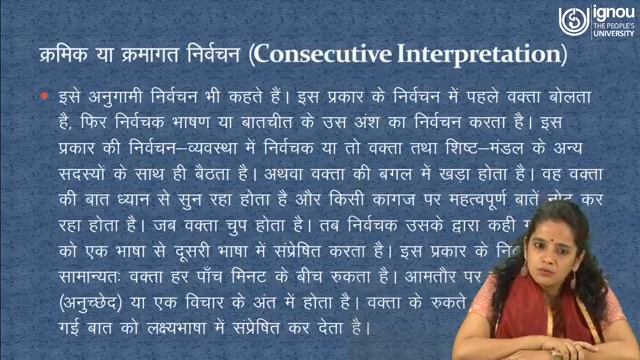 ignou
THE PEOPLE'S
UNIVERSITY
क्रमिक या क्रमागत निर्वचन (Consecutive Interpretation)
• इसे अनुगामी निर्वचन भी कहते हैं। इस प्रकार के निर्वचन में पहले वक्ता बोलता
है, फिर निर्वचक भाषण या बातचीत के उस अंश का निर्वचन करता है। इस
प्रकार की निर्वचन–व्यवस्था में निर्वचक या तो वक्ता तथा शिष्ट–मंडल के अन्य
सदस्यों के साथ ही बैठता है। अथवा वक्ता की बगल में खड़ा होता है। वह वक्ता
की बात ध्यान से सुन रहा होता है और किसी कागज पर महत्वपूर्ण बातें नोट कर
रहा होता है। जब वक्ता चुप होता है। तब निर्वचक उसके द्वारा कही
को एक भाषा से दूसरी भाषा में संप्रेषित करता है। इस प्रकार के
सामान्यतः वक्ता हर पाँच मिनट के बीच रुकता है। आमतौर पर
(अनुच्छेद) या एक विचार के अंत में होता है। वक्ता के रुकते
गई बात को लक्ष्यभाषा में संप्रेषित कर देता है।